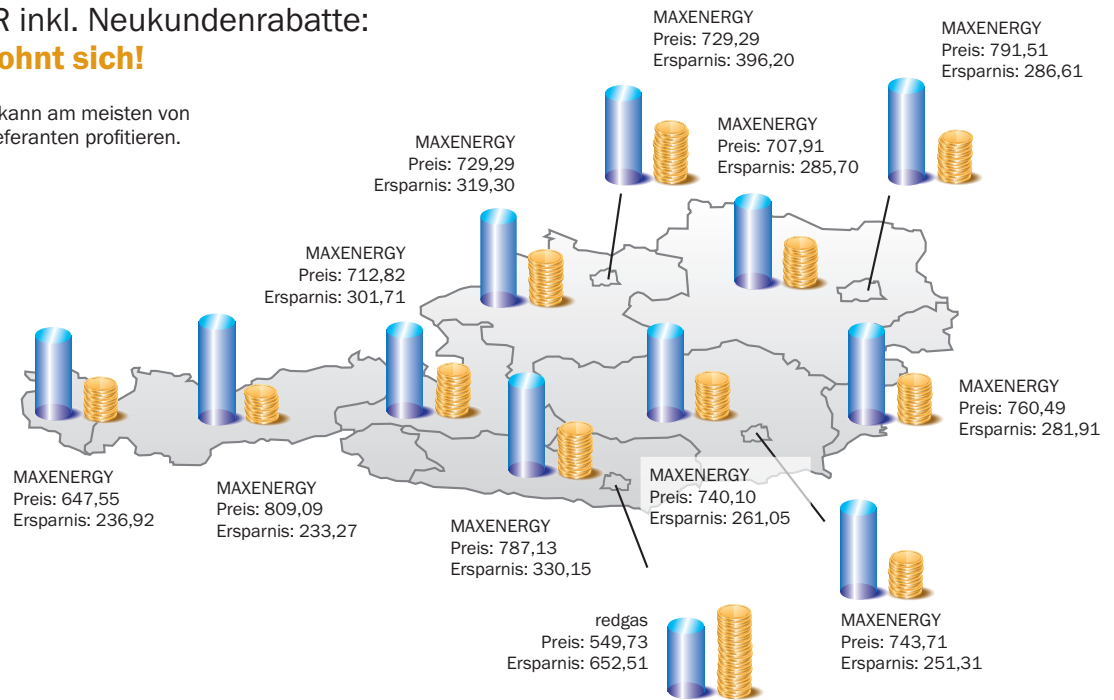 R inkl. Neukundenrabatte:
ohnt sich!
kann am meisten von
eferanten profitieren.
MAXENERGY
Preis: 729,29
Ersparnis: 396,20
MAXENERGY
Preis: 791,51
Ersparnis: 286,61
MAXENERGY
Preis: 707,91
Ersparnis: 285,70
MAXENERGY
Preis: 729,29
Ersparnis: 319,30
MAXENERGY
Preis: 712,82
Ersparnis: 301,71
MAXENERGY
Preis: 760,49
Ersparnis: 281,91
MAXENERGY
Preis: 647,55
Ersparnis: 236,92
MAXENERGY
Preis: 809,09
Ersparnis: 233,27
MAXENERGY
Preis: 787,13
Ersparnis: 330,15
MAXENERGY
Preis: 740,10
Ersparnis: 261,05
redgas
Preis: 549,73
Ersparnis: 652,51
MAXENERGY
Preis: 743,71
Ersparnis: 251,31